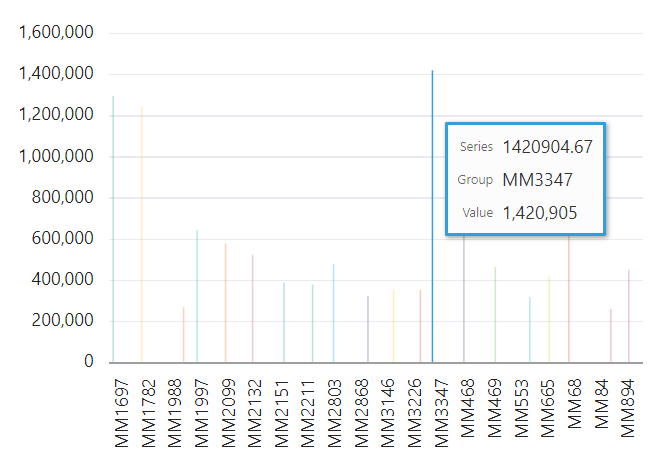 1,600,000
1,400,000
1,200,000
1,000,000
800,000
600,000
400,000
200,000
0
Series 1420904.67
Group MM3347
Value 1,420,905
MM1697
MM1782
MM1988
MM1997
MM2099
MM2132
MM2151
MM2211
MM2803
MM2868
MM3146
MM3226
MM3347
MM468
MM469
MM553
MM665
MM68
MM84
MM894